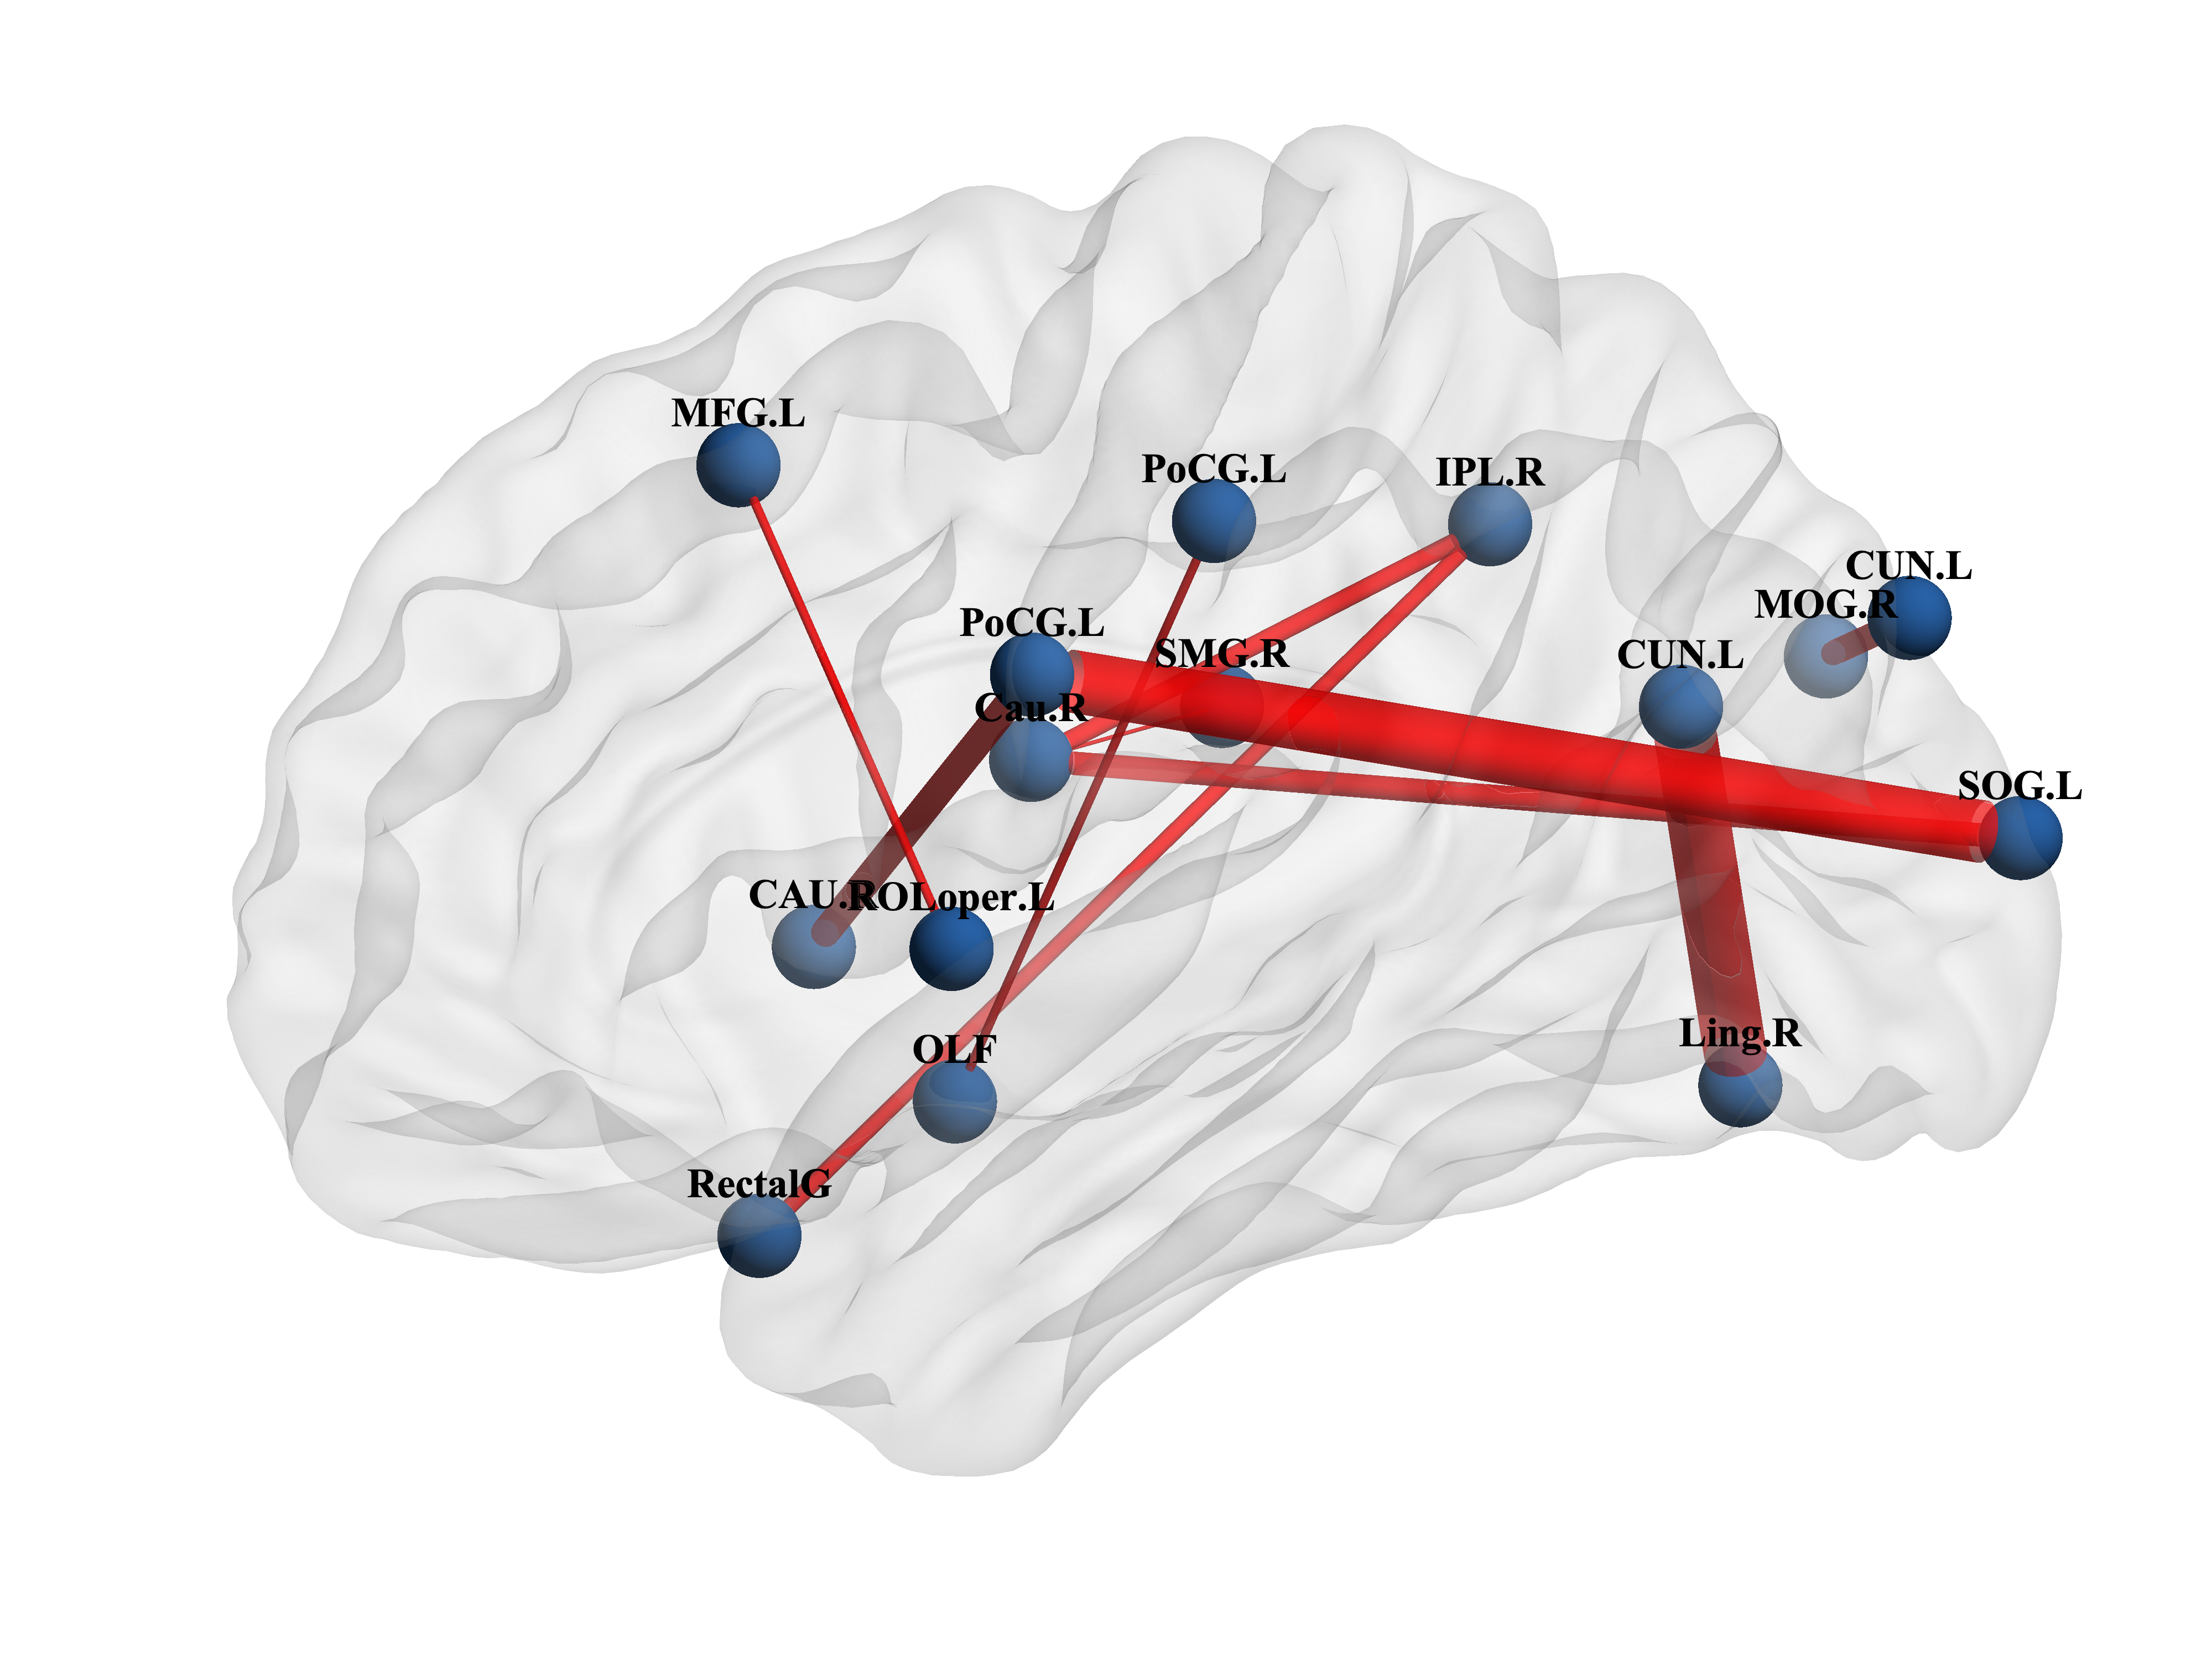 MFG.L
PoCG.L
IPL.R
CUN.L
MOG.R
PoCG.L
SMG.R
CUN.L
Cau.R
SOG.L
CAU.R
ROLoper.L
Ling.R
OLF
RectalG